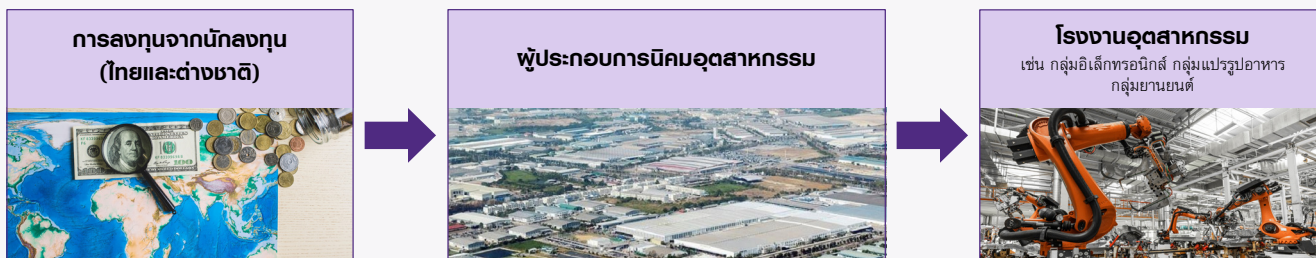 การลงทุนจากนักลงทุน
(ไทยและต่างชาติ)
ผู้ประกอบการนิคมอุตสาหกรรม
โรงงานอุตสาหกรรม
เช่น กลุ่มอิเล็กทรอนิกส์ กลุ่มแปรรูปอาหาร
กลุ่มยานยนต์